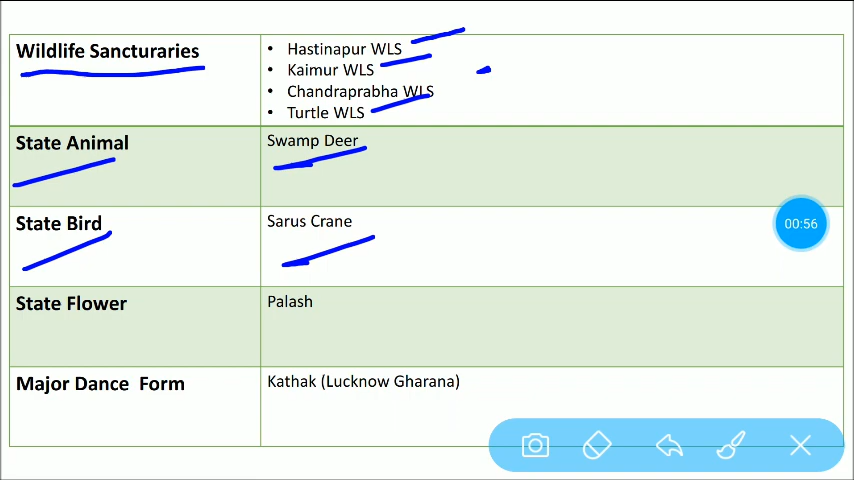 Wildlife Sancturaries
• Hastinapur WLS
• Kaimur WLS
• Chandraprabha WLS
• Turtle WLS
State Animal
Swamp Deer
State Bird
Sarus Crane
00:56
State Flower
Palash
Major Dance Form
Kathak (Lucknow Gharana)